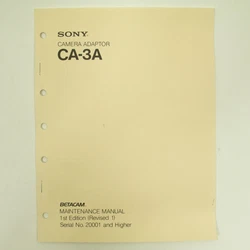 SONY
CAMERA ADAPTOR
CA-3A
BETACAM
MAINTENANCE MANUAL
1st Edition (Revised 1)
Serial No. 20001 and Higher